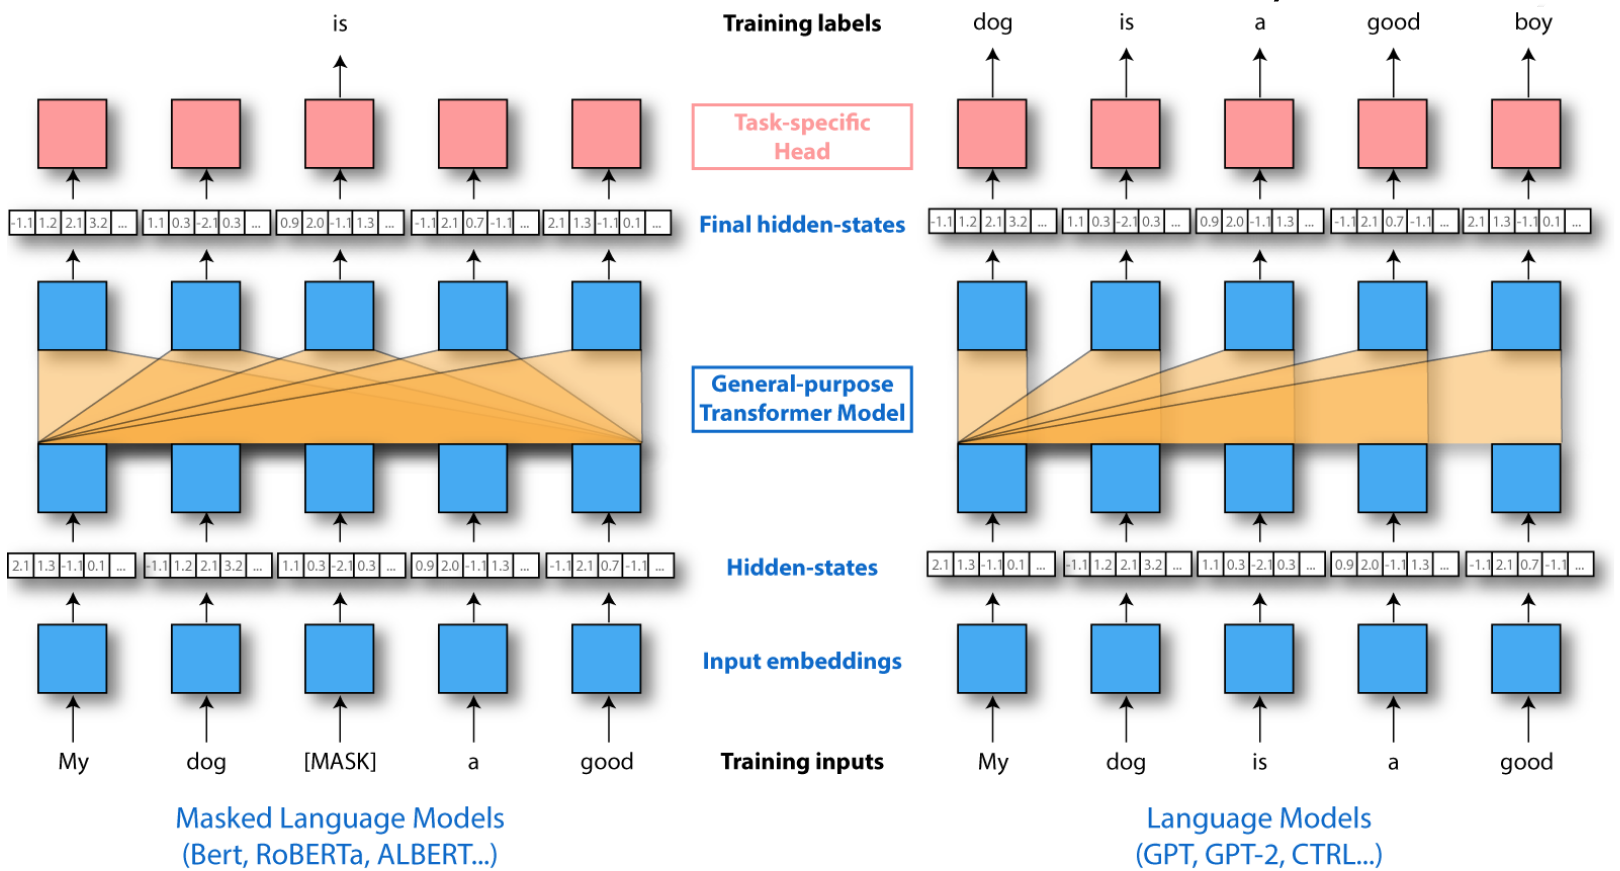 is
Training labels
dog is a good boy
Task-specific
Head
-1.1 1.2 2.1 3.2 ... 1.1 0.3 -2.1 0.3 ... 0.9 2.0 -1.1 1.3 ... -1.1 2.1 0.7 -1.1 ... 2.1 1.3 -1.1 0.1 ...
Final hidden-states
-1.1 1.2 2.1 3.2 ... 1.1 0.3 -2.1 0.3 ... 0.9 2.0 -1.1 1.3 ... -1.1 2.1 0.7 -1.1 ... 2.1 1.3 -1.1 0.1 ...
General-purpose
Transformer Model
2.1 1.3 -1.1 0.1 ... -1.1 1.2 2.1 3.2 ... 1.1 0.3 -2.1 0.3 ... 0.9 2.0 -1.1 1.3 ... -1.1 2.1 0.7 -1.1 ...
Hidden-states
2.1 1.3 -1.1 0.1 ... -1.1 1.2 2.1 3.2 ... 1.1 0.3 -2.1 0.3 ... 0.9 2.0 -1.1 1.3 ... -1.1 2.1 0.7 -1.1 ...
Input embeddings
My dog [MASK] a good
Training inputs
My dog is a good
Masked Language Models
(Bert, RoBERTa, ALBERT...)
Language Models
(GPT, GPT-2, CTRL...)